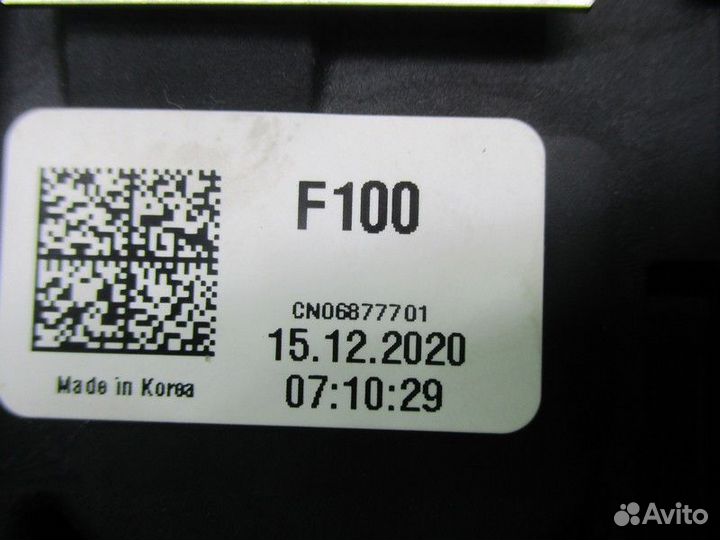 F100
CN06877701
15.12.2020
07:10:29
Made in Korea
Avito